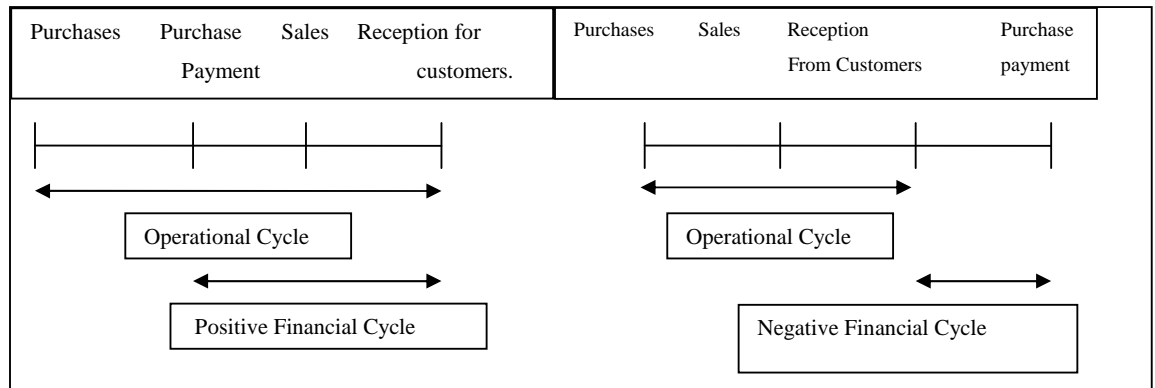 Purchases Purchase Sales Reception for
Payment customers.
Purchases Sales Reception Purchase
From Customers payment
Operational Cycle
Operational Cycle
Positive Financial Cycle
Negative Financial Cycle